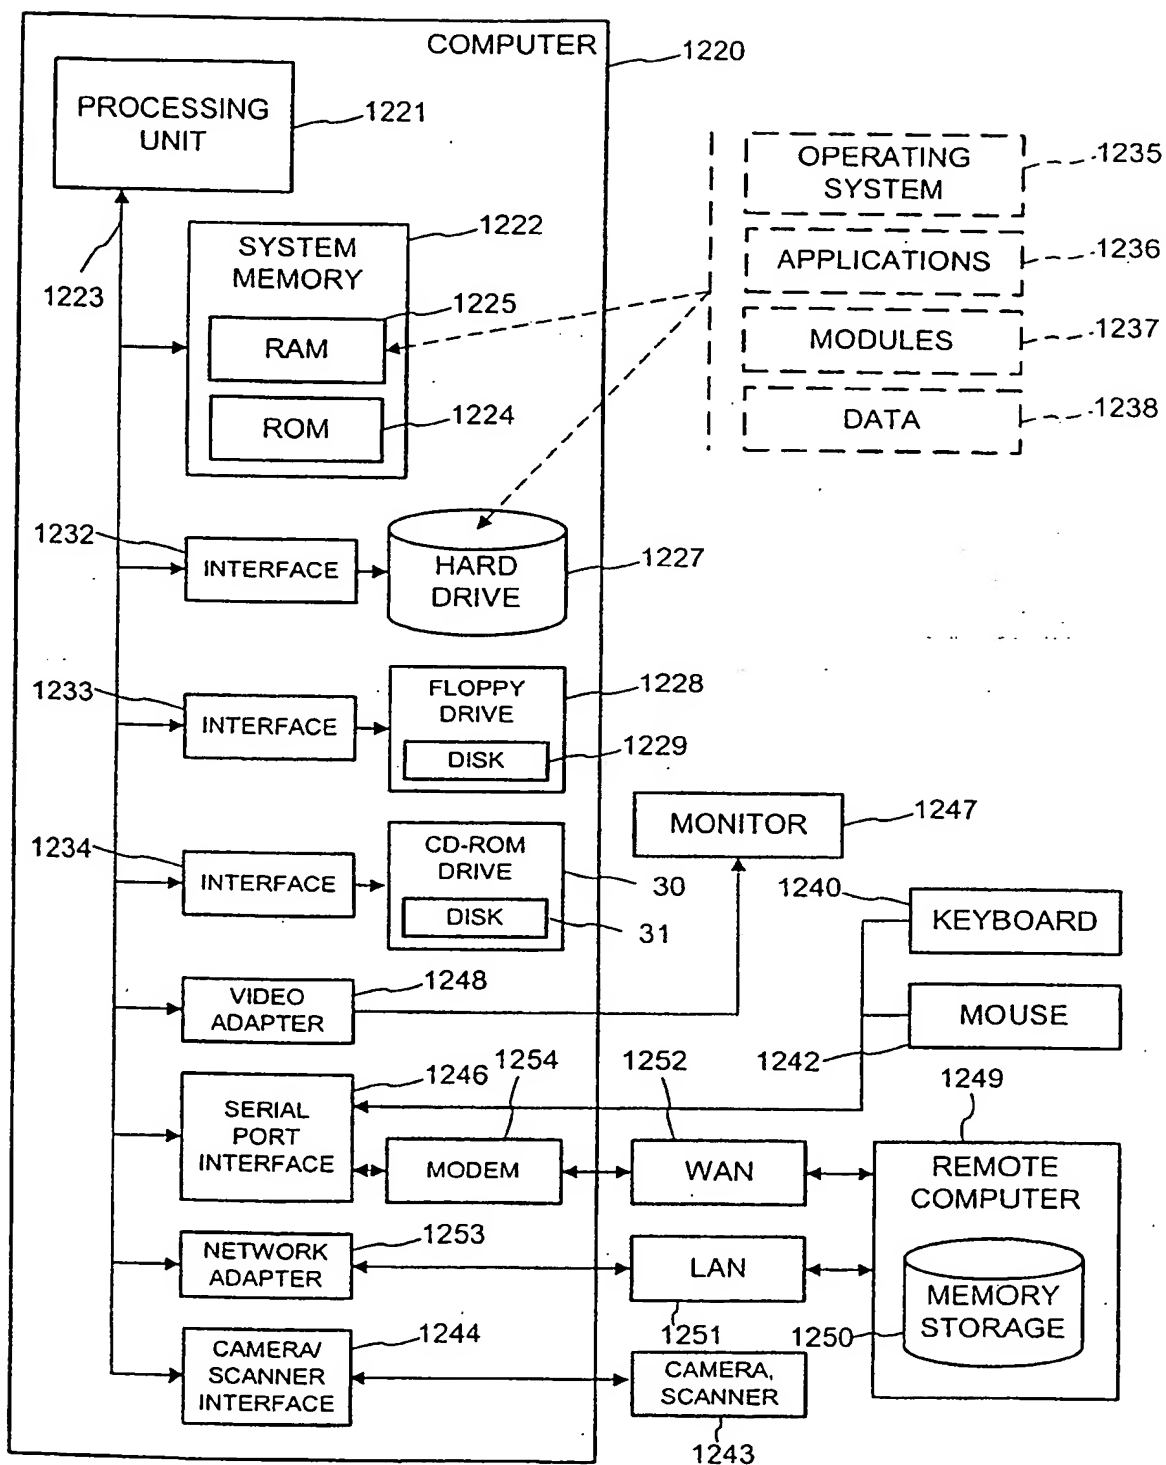 COMPUTER
1220
PROCESSING
UNIT
1221
1223
SYSTEM
MEMORY
1222
1225
RAM
1224
ROM
OPERATING
SYSTEM
1235
APPLICATIONS
1236
MODULES
1237
DATA
1238
1232
INTERFACE
HARD
DRIVE
1227
1233
INTERFACE
FLOPPY
DRIVE
1228
DISK
1229
1234
INTERFACE
CD-ROM
DRIVE
30
DISK
31
MONITOR
1247
1240
KEYBOARD
MOUSE
1242
VIDEO
ADAPTER
1248
1246
SERIAL
PORT
INTERFACE
1254
MODEM
1252
WAN
1249
REMOTE
COMPUTER
MEMORY
STORAGE
1250
NETWORK
ADAPTER
1253
LAN
1251
CAMERA/
SCANNER
INTERFACE
1244
CAMERA,
SCANNER
1243